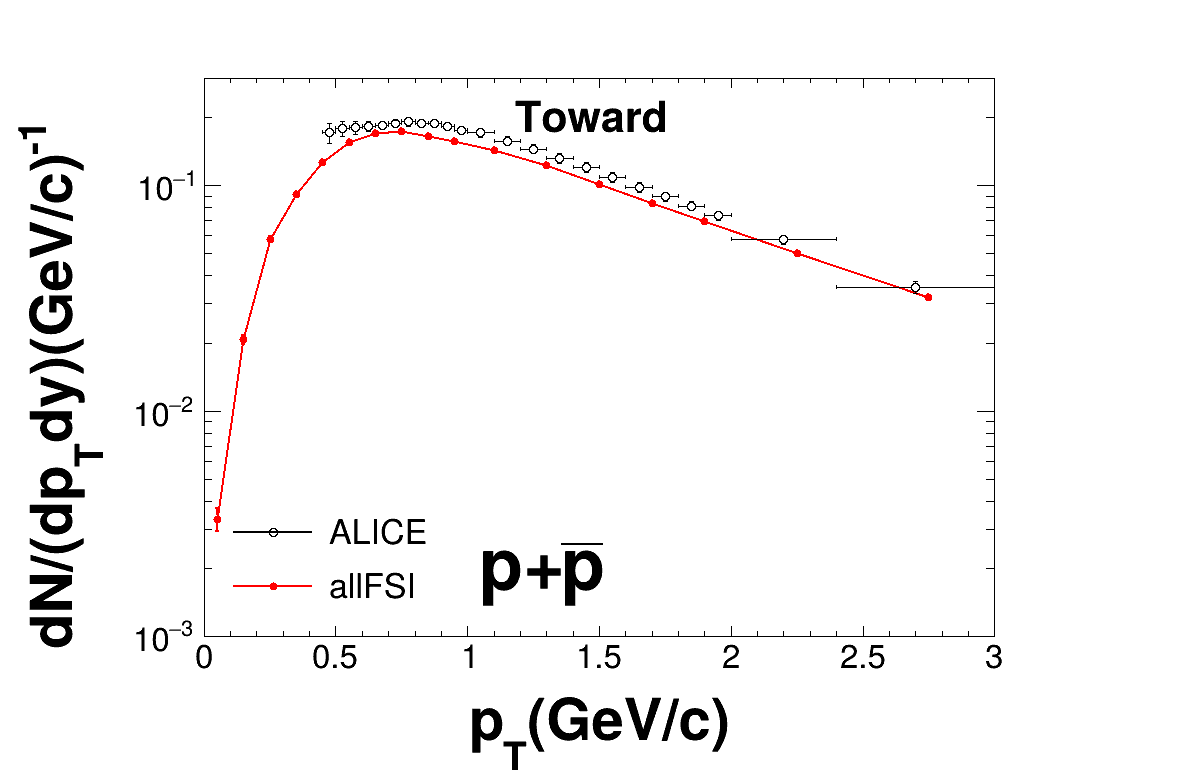 Toward
dN/(dp_T dy)(GeV/c)^-1
10^−1
10^−2
10^−3
ALICE
allFSI
p+p̅
0 0.5 1 1.5 2 2.5 3
p_T(GeV/c)